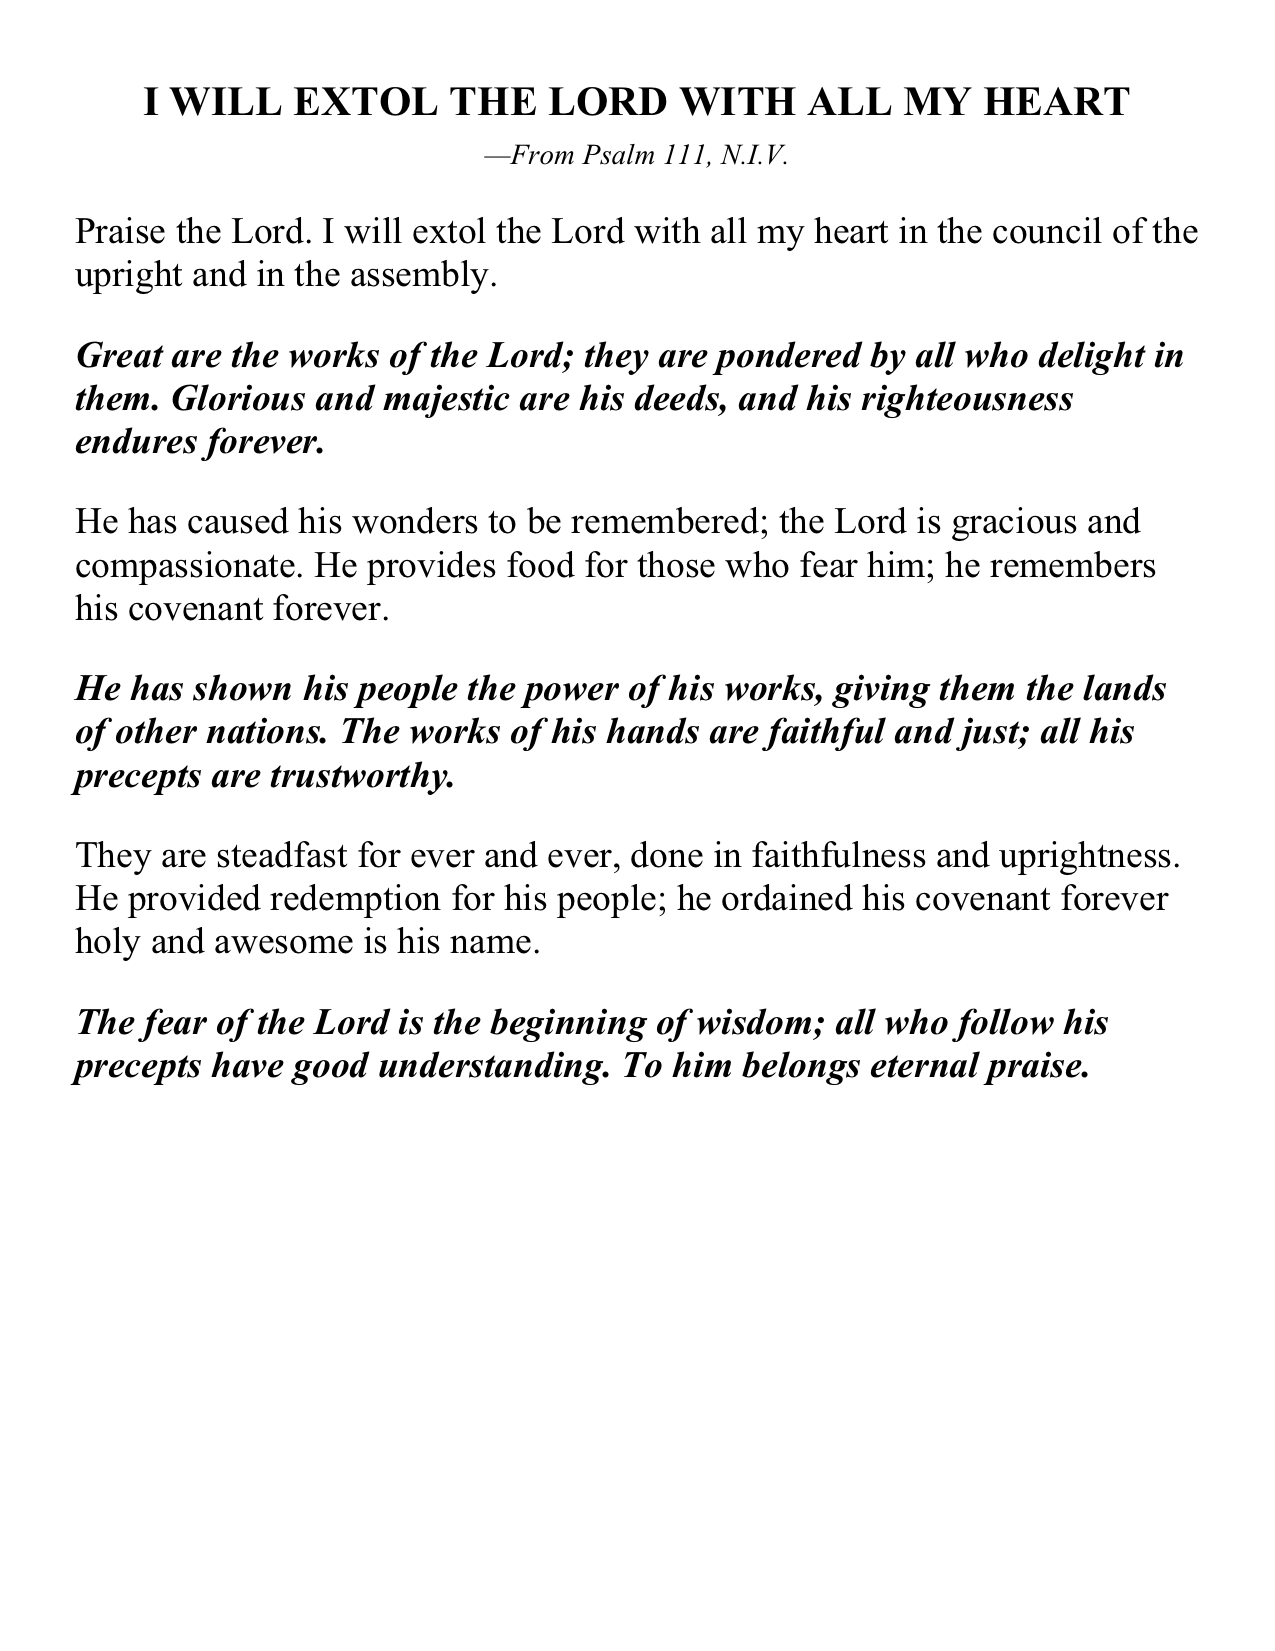 I WILL EXTOL THE LORD WITH ALL MY HEART
—From Psalm 111, N.I.V.
Praise the Lord. I will extol the Lord with all my heart in the council of the
upright and in the assembly.
Great are the works of the Lord; they are pondered by all who delight in
them. Glorious and majestic are his deeds, and his righteousness
endures forever.
He has caused his wonders to be remembered; the Lord is gracious and
compassionate. He provides food for those who fear him; he remembers
his covenant forever.
He has shown his people the power of his works, giving them the lands
of other nations. The works of his hands are faithful and just; all his
precepts are trustworthy.
They are steadfast for ever and ever, done in faithfulness and uprightness.
He provided redemption for his people; he ordained his covenant forever
holy and awesome is his name.
The fear of the Lord is the beginning of wisdom; all who follow his
precepts have good understanding. To him belongs eternal praise.